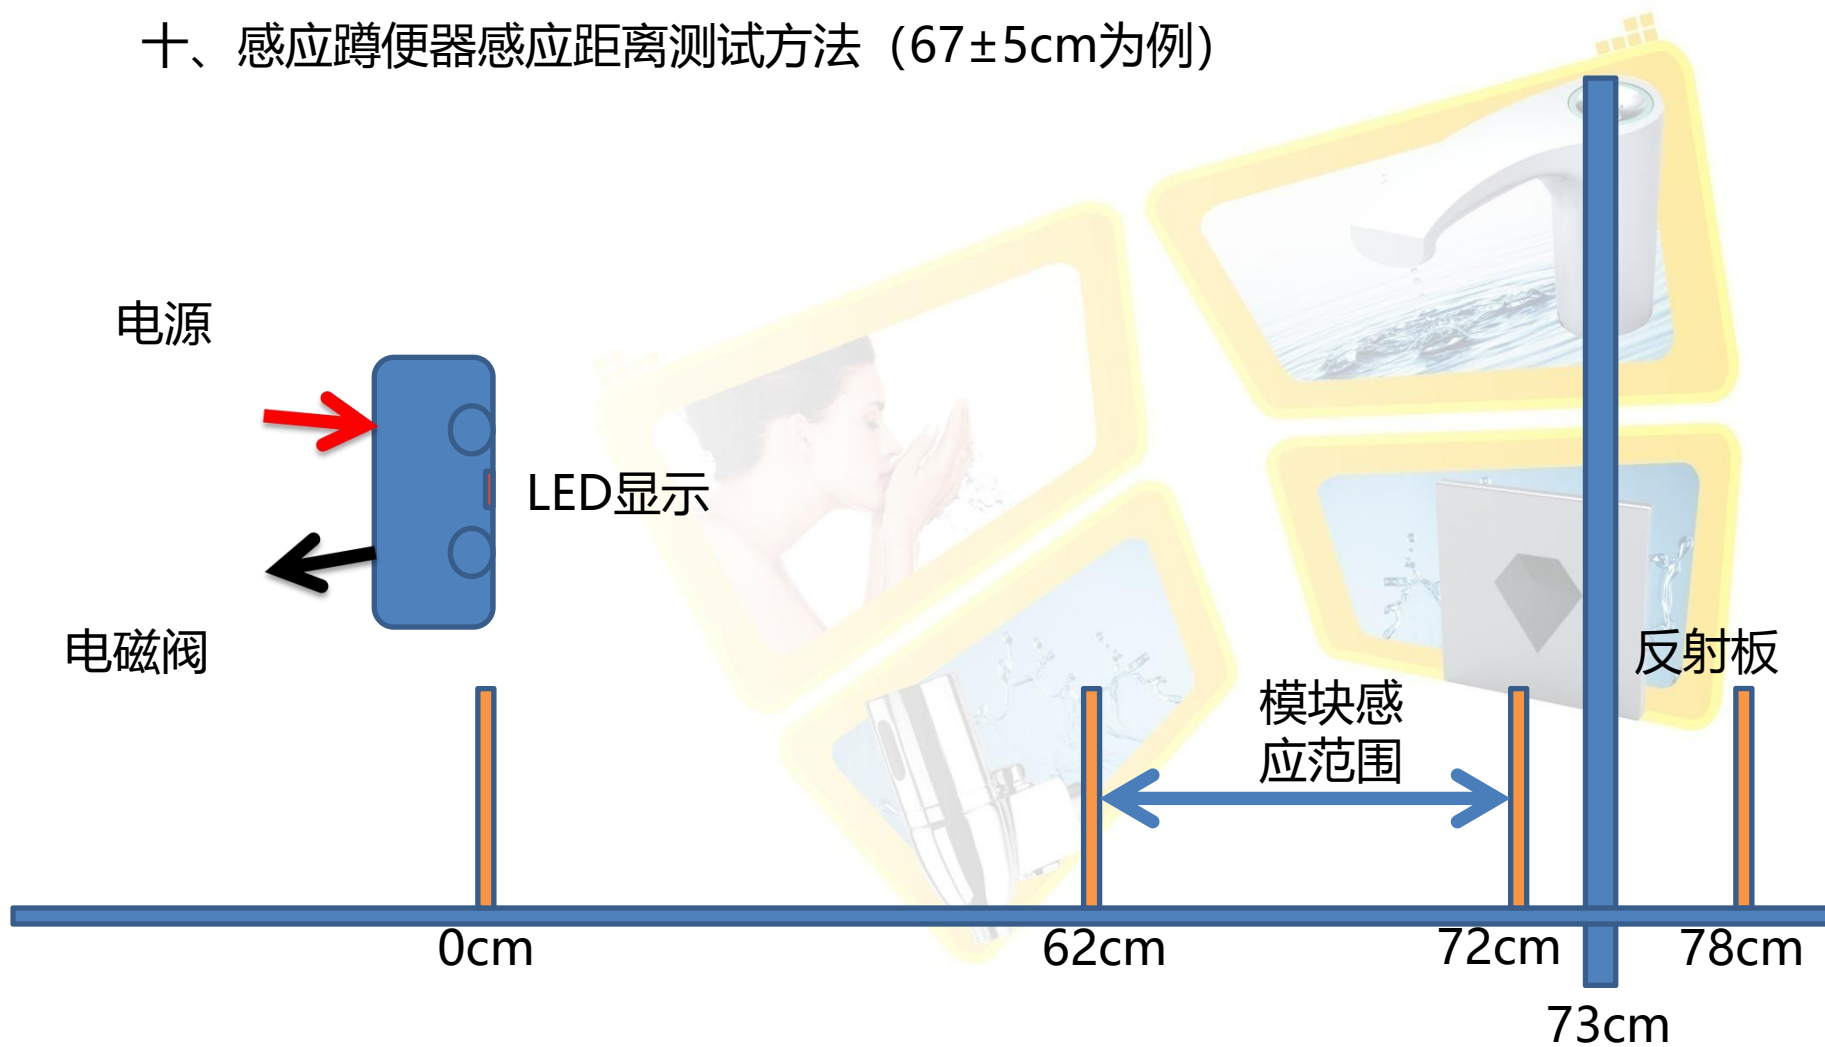 十、感应蹲便器感应距离测试方法（67±5cm为例）
电源
LED显示
电磁阀
反射板
模块感
应范围
0cm
62cm
72cm
78cm
73cm